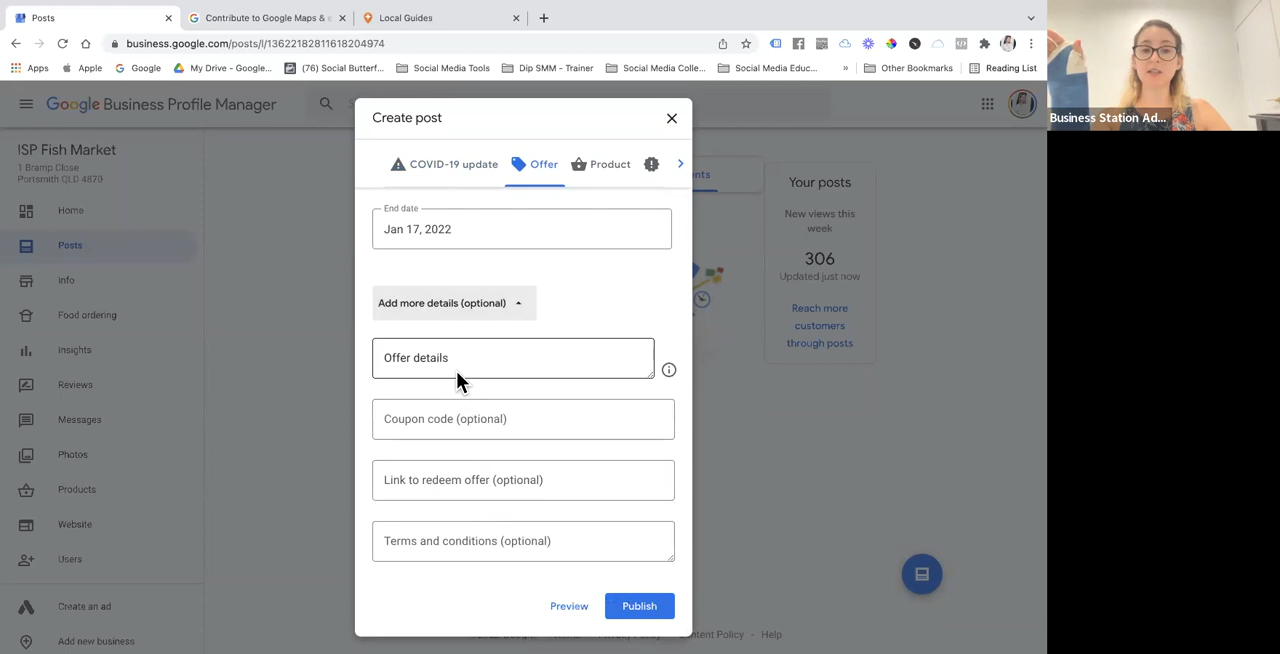 Posts
Contribute to Google Maps & e
Local Guides
business.google.com/posts/l/13622182811618204974
Apps
Apple
Google
My Drive - Google...
(76) Social Butterf...
Social Media Tools
Dip SMM - Trainer
Social Media Colle...
Social Media Educ...
»
Other Bookmarks
Reading List
Google Business Profile Manager
Business Station Ad...
ISP Fish Market
1 Bramp Close
Portsmith QLD 4870
Home
Posts
Info
Food ordering
Insights
Reviews
Messages
Photos
Products
Website
Users
Create an ad
Add new business
Create post
COVID-19 update
Offer
Product
End date
Jan 17, 2022
Add more details (optional)
Offer details
Coupon code (optional)
Link to redeem offer (optional)
Terms and conditions (optional)
Preview
Publish
Your posts
New views this
week
306
Updated just now
Reach more
customers
through posts
Content Policy - Help